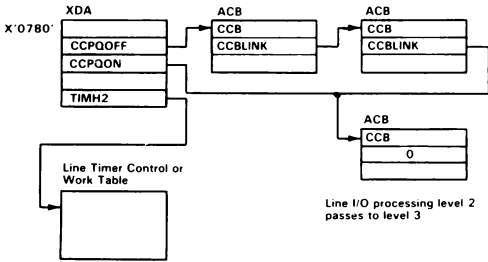 XDA
X'0780'
CCPQOFF
CCPQON
TIMH2
ACB
CCB
CCBLINK
ACB
CCB
CCBLINK
ACB
CCB
0
Line I/O processing level 2
passes to level 3
Line Timer Control or
Work Table